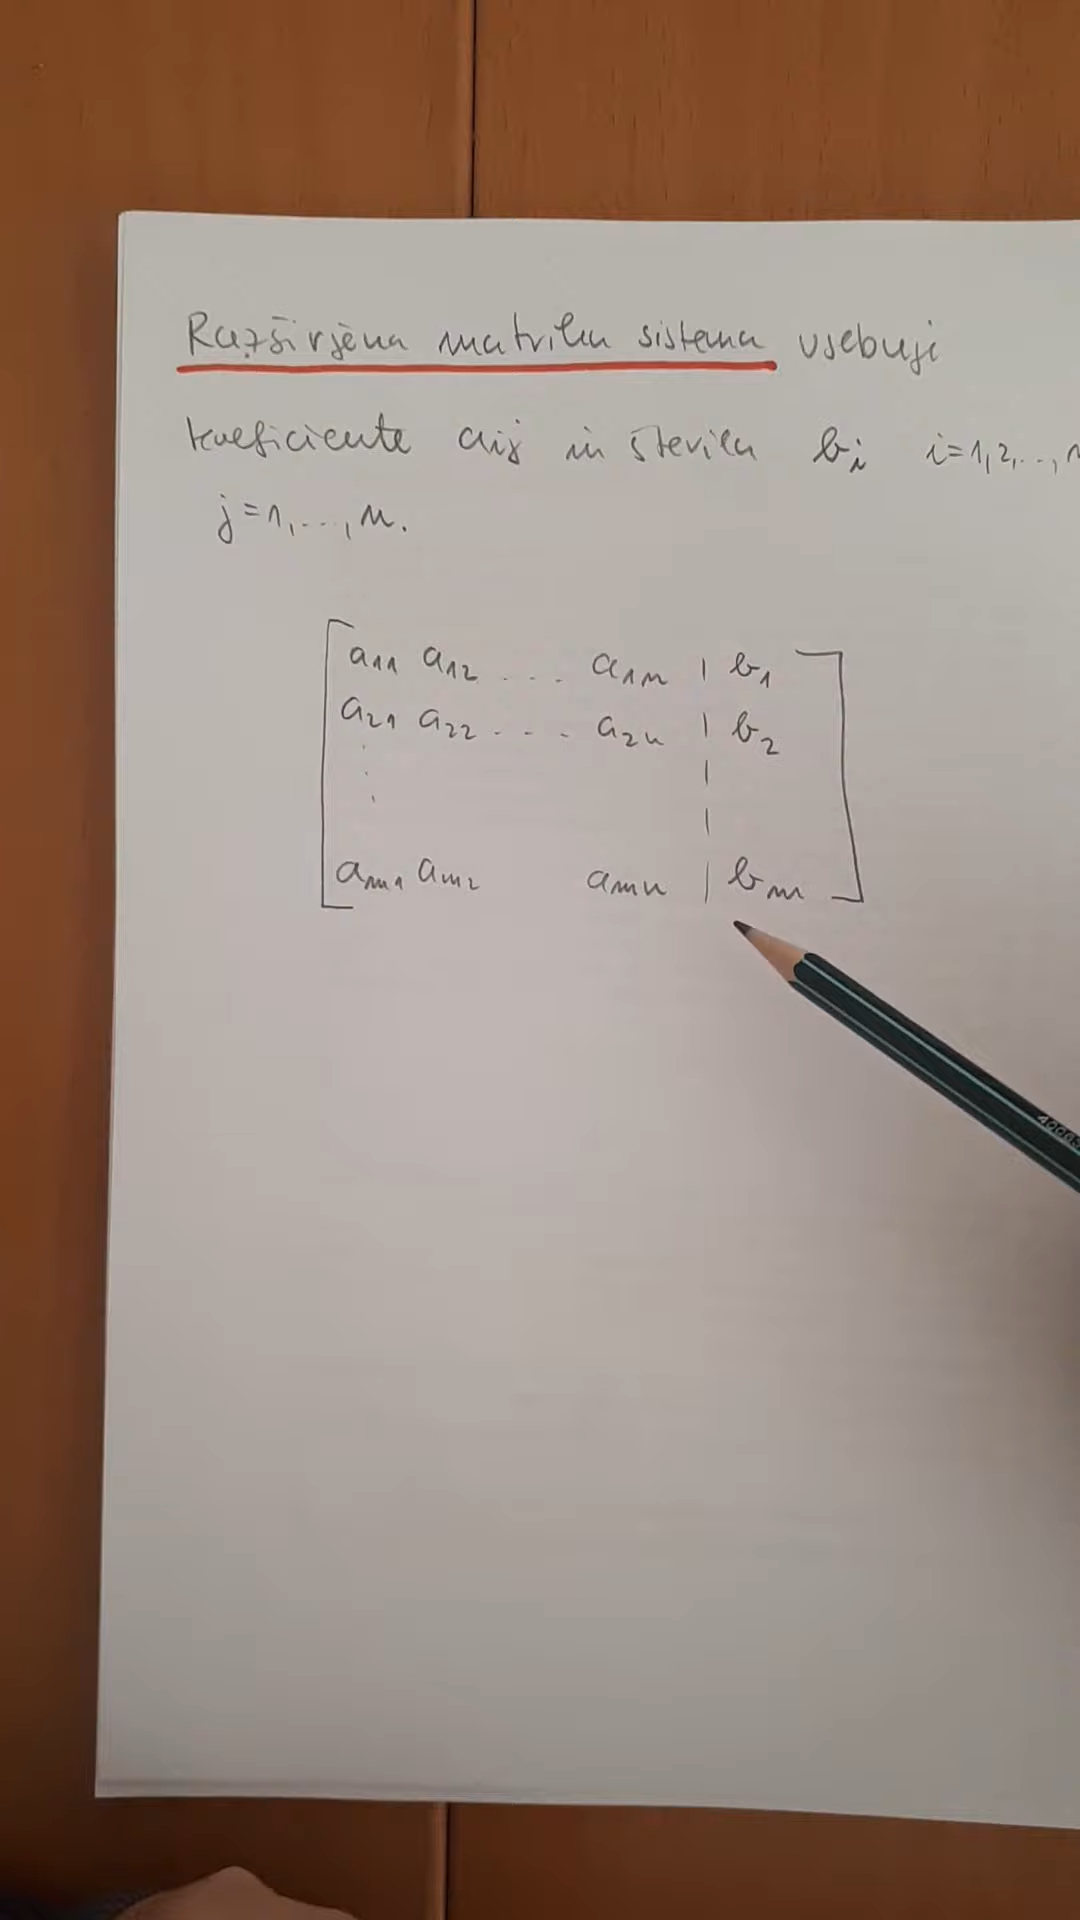 Razširjena matrika sistema vsebuje
koeficiente aij in števila bi i=1,2,...,
j=1,...,n.
a11 a12 ... a1n | b1
a21 a22 ... a2n | b2
am1 am2 amn | bm